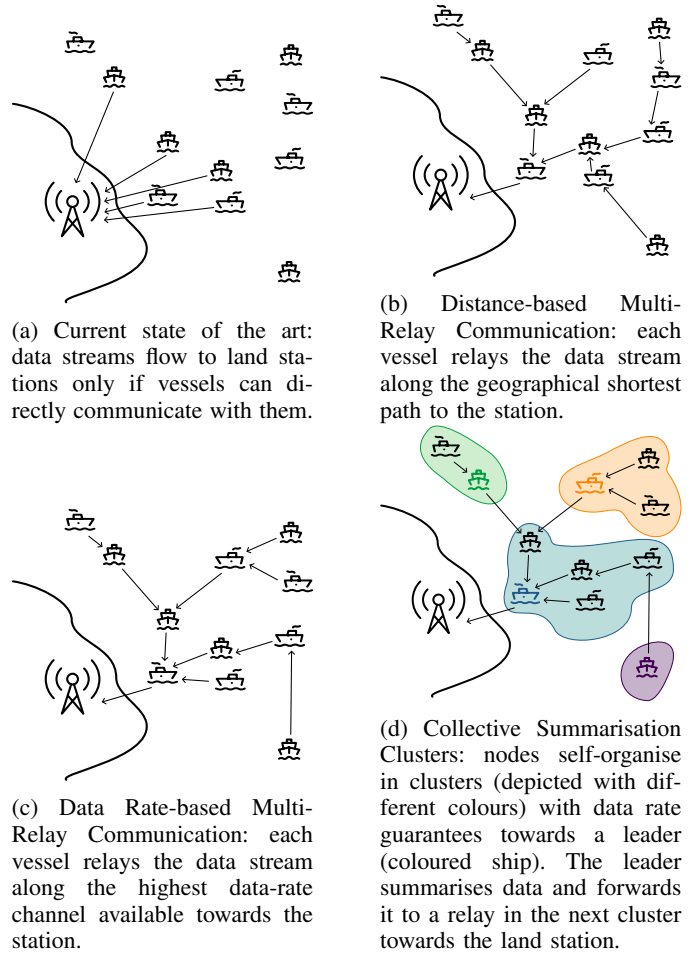 (a) Current state of the art:
data streams flow to land sta-
tions only if vessels can di-
rectly communicate with them.
(b) Distance-based Multi-
Relay Communication: each
vessel relays the data stream
along the geographical shortest
path to the station.
(c) Data Rate-based Multi-
Relay Communication: each
vessel relays the data stream
along the highest data-rate
channel available towards the
station.
(d) Collective Summarisation
Clusters: nodes self-organise
in clusters (depicted with dif-
ferent colours) with data rate
guarantees towards a leader
(coloured ship). The leader
summarises data and forwards
it to a relay in the next cluster
towards the land station.